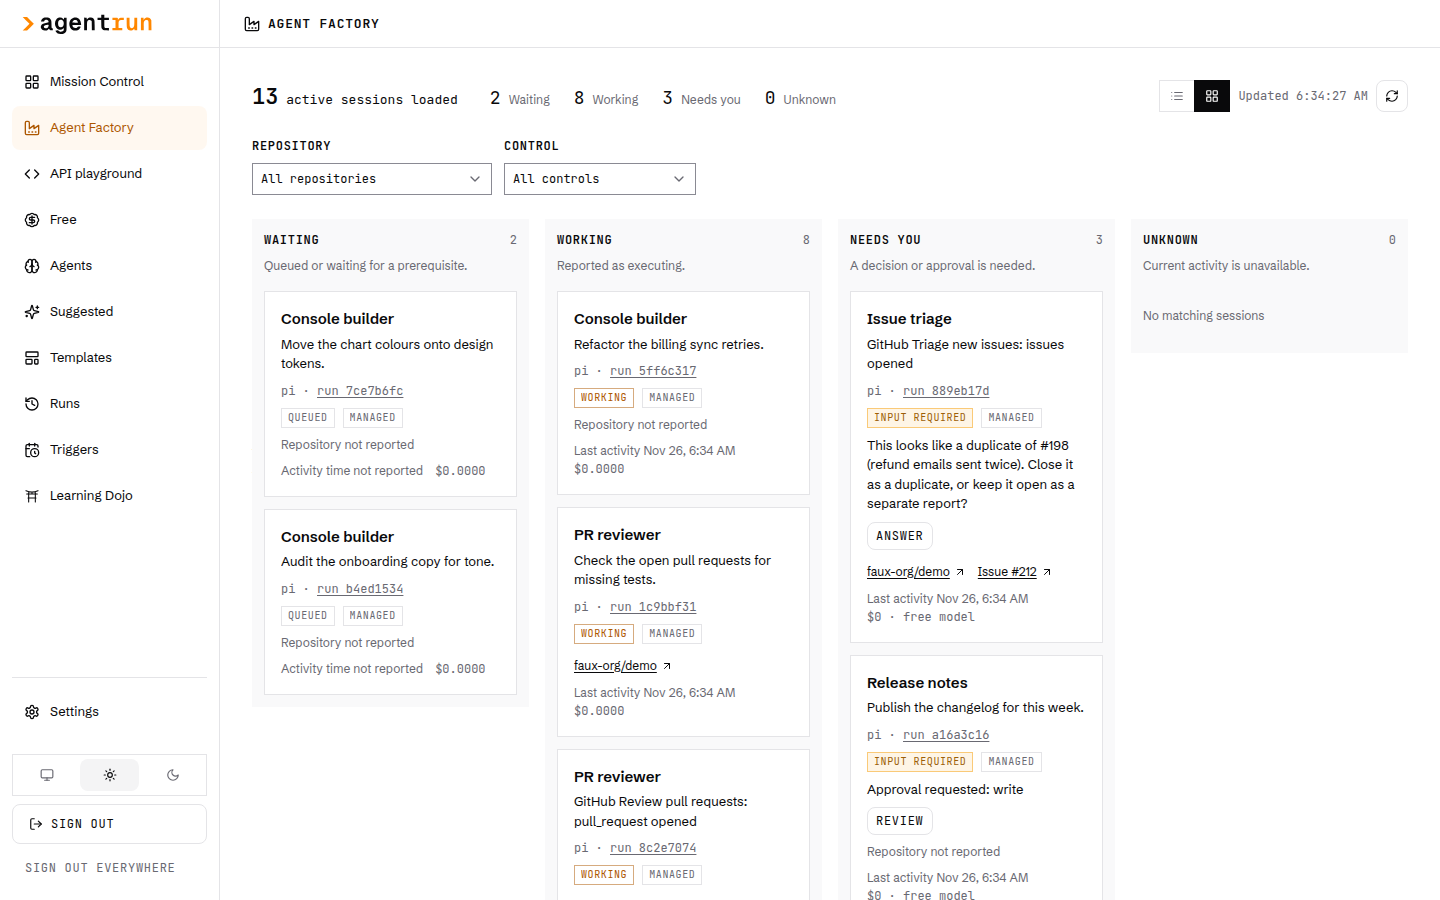 agentrun
AGENT FACTORY
Mission Control
Agent Factory
API playground
Free
Agents
Suggested
Templates
Runs
Triggers
Learning Dojo
Settings
SIGN OUT
SIGN OUT EVERYWHERE
13 active sessions loaded 2 Waiting 8 Working 3 Needs you 0 Unknown
Updated 6:34:27 AM
REPOSITORY
All repositories
CONTROL
All controls
WAITING 2
Queued or waiting for a prerequisite.
Console builder
Move the chart colours onto design
tokens.
pi · run 7ce7b6fc
QUEUED MANAGED
Repository not reported
Activity time not reported $0.0000
Console builder
Audit the onboarding copy for tone.
pi · run b4ed1534
QUEUED MANAGED
Repository not reported
Activity time not reported $0.0000
WORKING 8
Reported as executing.
Console builder
Refactor the billing sync retries.
pi · run 5ff6c317
WORKING MANAGED
Repository not reported
Last activity Nov 26, 6:34 AM
$0.0000
PR reviewer
Check the open pull requests for
missing tests.
pi · run 1c9bbf31
WORKING MANAGED
faux-org/demo
Last activity Nov 26, 6:34 AM
$0.0000
PR reviewer
GitHub Review pull requests:
pull_request opened
pi · run 8c2e7074
WORKING MANAGED
NEEDS YOU 3
A decision or approval is needed.
Issue triage
GitHub Triage new issues: issues
opened
pi · run 889eb17d
INPUT REQUIRED MANAGED
This looks like a duplicate of #198
(refund emails sent twice). Close it
as a duplicate, or keep it open as a
separate report?
ANSWER
faux-org/demo Issue #212
Last activity Nov 26, 6:34 AM
$0 · free model
Release notes
Publish the changelog for this week.
pi · run a16a3c16
INPUT REQUIRED MANAGED
Approval requested: write
REVIEW
Repository not reported
Last activity Nov 26, 6:34 AM
$0 · free model
UNKNOWN 0
Current activity is unavailable.
No matching sessions